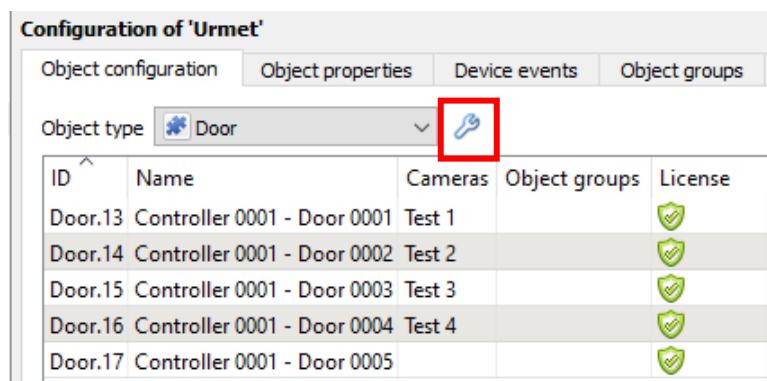 Configuration of 'Urmet'
Object configuration Object properties Device events Object groups
Object type Door
ID Name Cameras Object groups License
Door.13 Controller 0001 - Door 0001 Test 1
Door.14 Controller 0001 - Door 0002 Test 2
Door.15 Controller 0001 - Door 0003 Test 3
Door.16 Controller 0001 - Door 0004 Test 4
Door.17 Controller 0001 - Door 0005